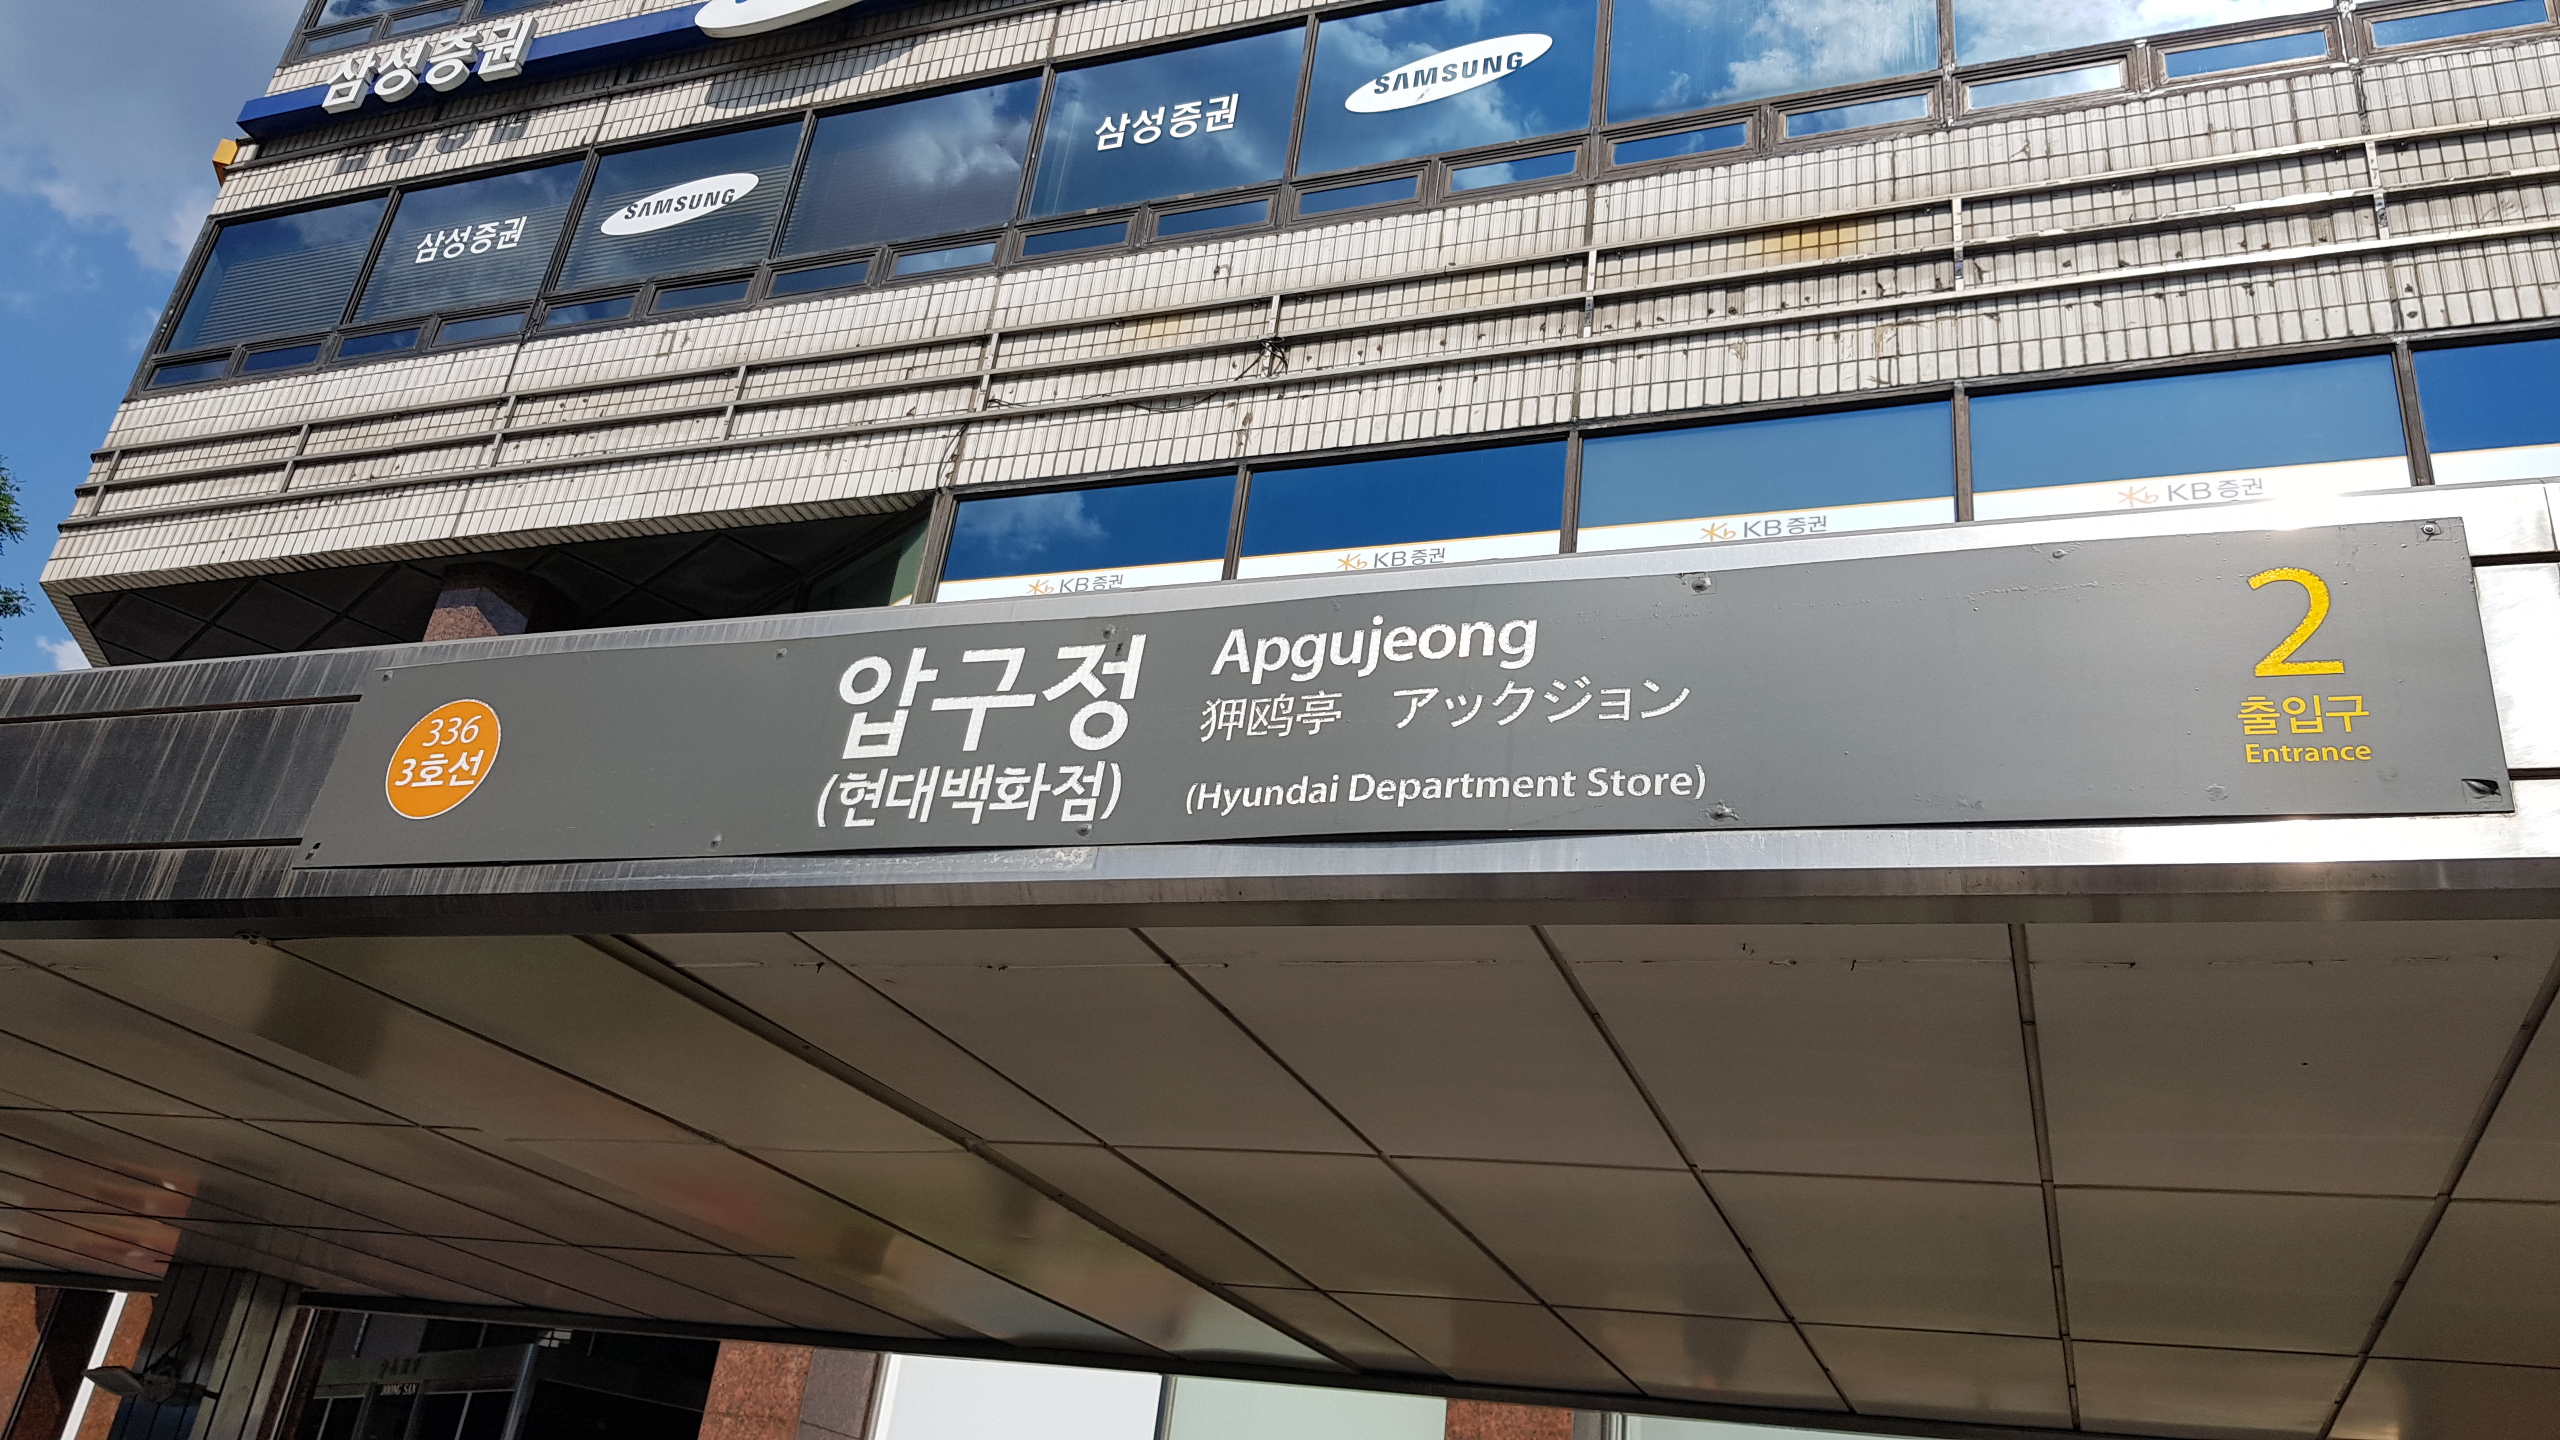 삼성증권
삼성증권
SAMSUNG
삼성증권
SAMSUNG
KB증권
KB증권
KB증권
KB증권
336
3호선
압구정
(현대백화점)
Apgujeong
狎鸥亭 アックジョン
(Hyundai Department Store)
2
출입구
Entrance
JOONG SAN